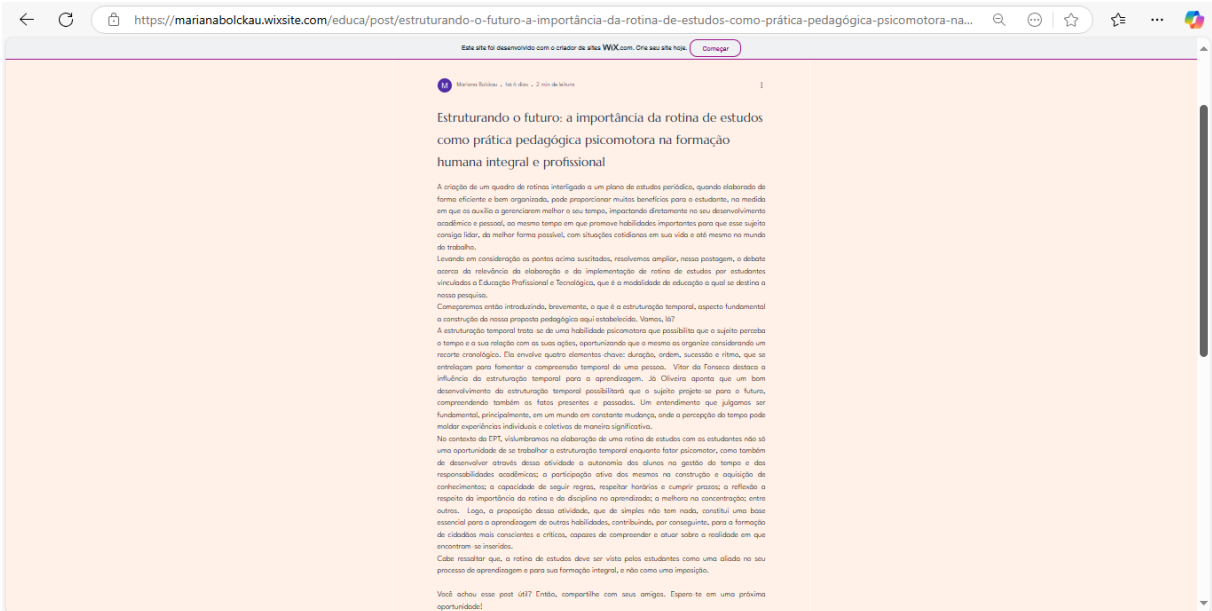 https://marianabolckau.wixsite.com/educa/post/estruturando-o-futuro-a-importância-da-rotina-de-estudos-como-prática-pedagógica-psicomotora-na...
Este site foi desenvolvido com o criador de sites WiX.com. Crie seu site hoje. Começar
M Mariana Bolckau • há 6 dias • 2 min de leitura
Estruturando o futuro: a importância da rotina de estudos
como prática pedagógica psicomotora na formação
humana integral e profissional
A criação de um quadro de rotinas interligado a um plano de estudos periódico, quando elaborado de
forma eficiente e bem organizada, pode proporcionar muitos benefícios para o estudante, na medida
em que os auxilia a gerenciarem melhor o seu tempo, impactando diretamente no seu desenvolvimento
acadêmico e pessoal, ao mesmo tempo em que promove habilidades importantes para que esse sujeito
consiga lidar, da melhor forma possível, com situações cotidianas em sua vida e até mesmo no mundo
do trabalho.
Levando em consideração os pontos acima suscitados, resolvemos ampliar, nessa postagem, o debate
acerca da relevância da elaboração e da implementação de rotina de estudos por estudantes
vinculados a Educação Profissional e Tecnológica, que é a modalidade de educação a qual se destina a
nossa pesquisa.
Começaremos então introduzindo, brevemente, o que é a estruturação temporal, aspecto fundamental
a construção da nossa proposta pedagógica aqui estabelecida. Vamos, lá?
A estruturação temporal trata-se de uma habilidade psicomotora que possibilita que o sujeito perceba
o tempo e a sua relação com as suas ações, oportunizando que o mesmo as organize considerando um
recorte cronológico. Ela envolve quatro elementos-chave: duração, ordem, sucessão e ritmo, que se
entrelaçam para fomentar a compreensão temporal de uma pessoa. Vitor da Fonseca destaca a
influência da estruturação temporal para a aprendizagem. Já Oliveira aponta que um bom
desenvolvimento da estruturação temporal possibilitará que o sujeito projete-se para o futuro,
compreendendo também os fatos presentes e passados. Um entendimento que julgamos ser
fundamental, principalmente, em um mundo em constante mudança, onde a percepção do tempo pode
moldar experiências individuais e coletivas de maneira significativa.
No contexto da EPT, vislumbramos na elaboração de uma rotina de estudos com os estudantes não só
uma oportunidade de se trabalhar a estruturação temporal enquanto fator psicomotor, como também
de desenvolver através dessa atividade a autonomia dos alunos na gestão do tempo e das
responsabilidades acadêmicas; a participação ativa dos mesmos na construção e aquisição de
conhecimentos; a capacidade de seguir regras, respeitar horários e cumprir prazos; a reflexão a
respeito da importância da rotina e da disciplina no aprendizado; a melhora na concentração; entre
outros. Logo, a proposição dessa atividade, que de simples não tem nada, constitui uma base
essencial para a aprendizagem de outras habilidades, contribuindo, por conseguinte, para a formação
de cidadãos mais conscientes e críticos, capazes de compreender e atuar sobre a realidade em que
encontram-se inseridos.
Cabe ressaltar que, a rotina de estudos deve ser vista pelos estudantes como uma aliada no seu
processo de aprendizagem e para sua formação integral, e não como uma imposição.
Você achou esse post útil? Então, compartilhe com seus amigos. Espero-te em uma próxima
oportunidade!